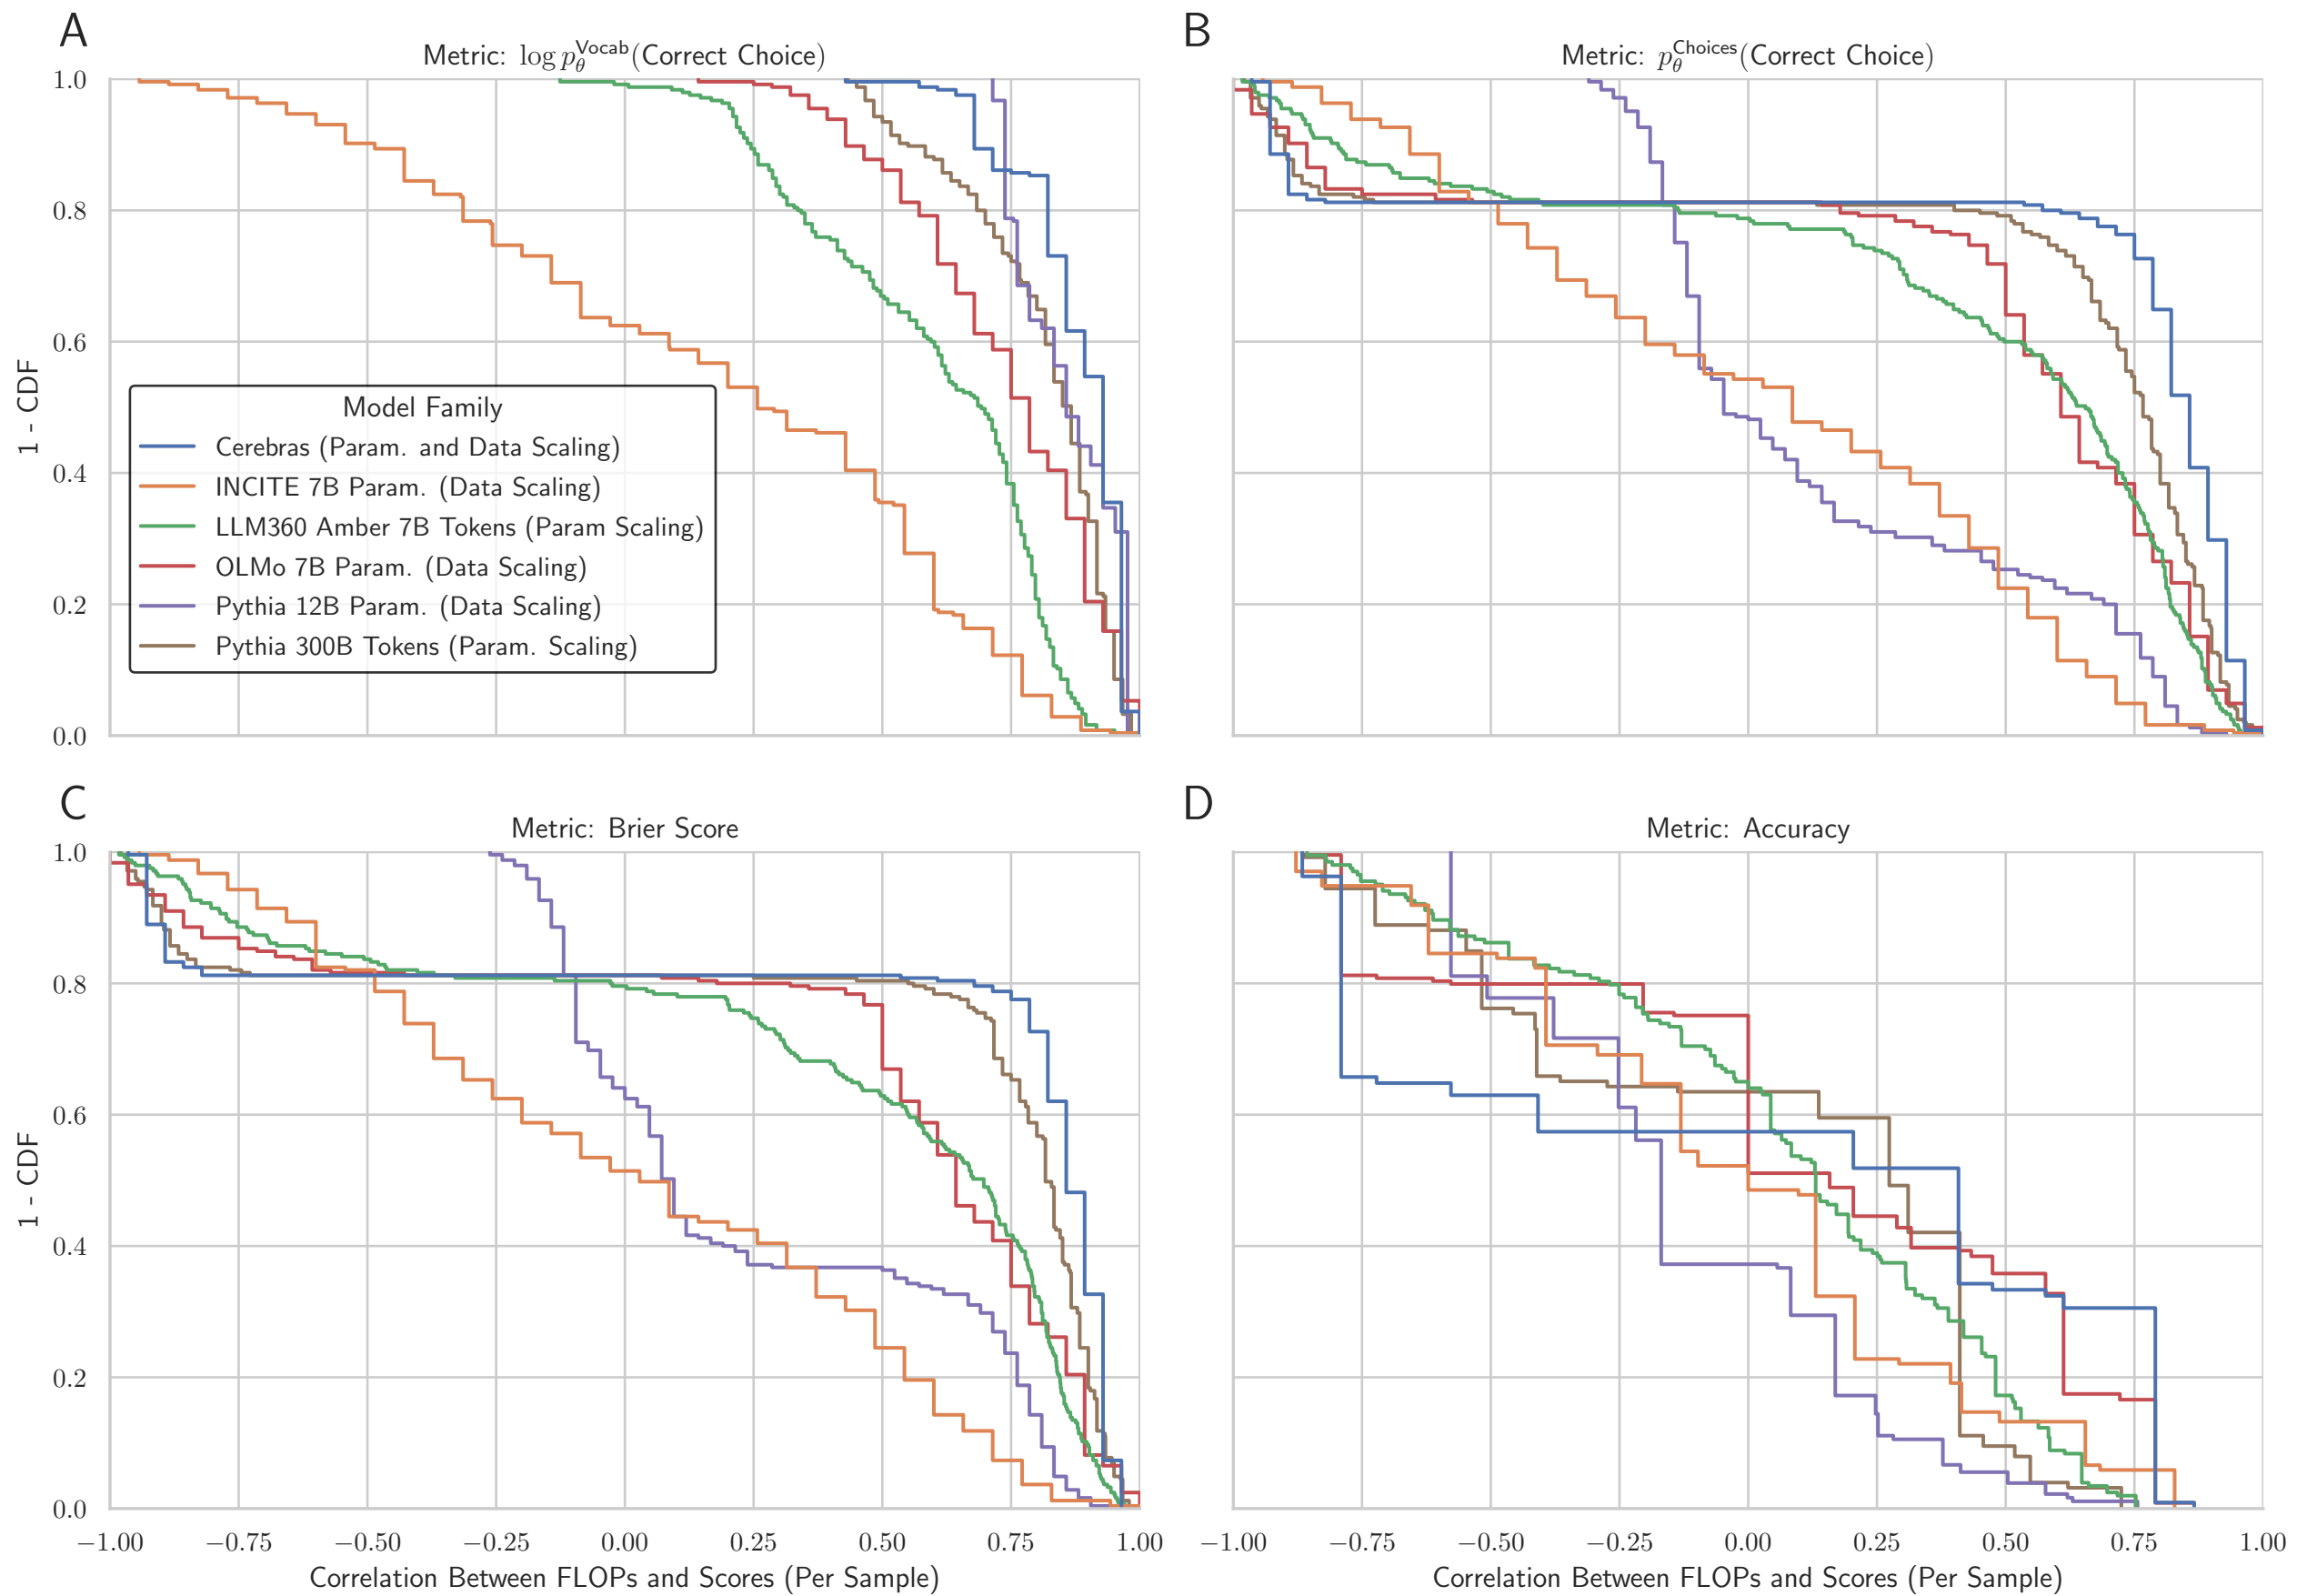 A
Metric: log p_θ^Vocab(Correct Choice)
B
Metric: p_θ^Choices(Correct Choice)
1.0
0.8
0.6
0.4
0.2
0.0
1 - CDF
Model Family
Cerebras (Param. and Data Scaling)
INCITE 7B Param. (Data Scaling)
LLM360 Amber 7B Tokens (Param Scaling)
OLMo 7B Param. (Data Scaling)
Pythia 12B Param. (Data Scaling)
Pythia 300B Tokens (Param. Scaling)
C
Metric: Brier Score
D
Metric: Accuracy
1.0
0.8
0.6
0.4
0.2
0.0
1 - CDF
−1.00 −0.75 −0.50 −0.25 0.00 0.25 0.50 0.75 1.00
Correlation Between FLOPs and Scores (Per Sample)
−1.00 −0.75 −0.50 −0.25 0.00 0.25 0.50 0.75 1.00
Correlation Between FLOPs and Scores (Per Sample)